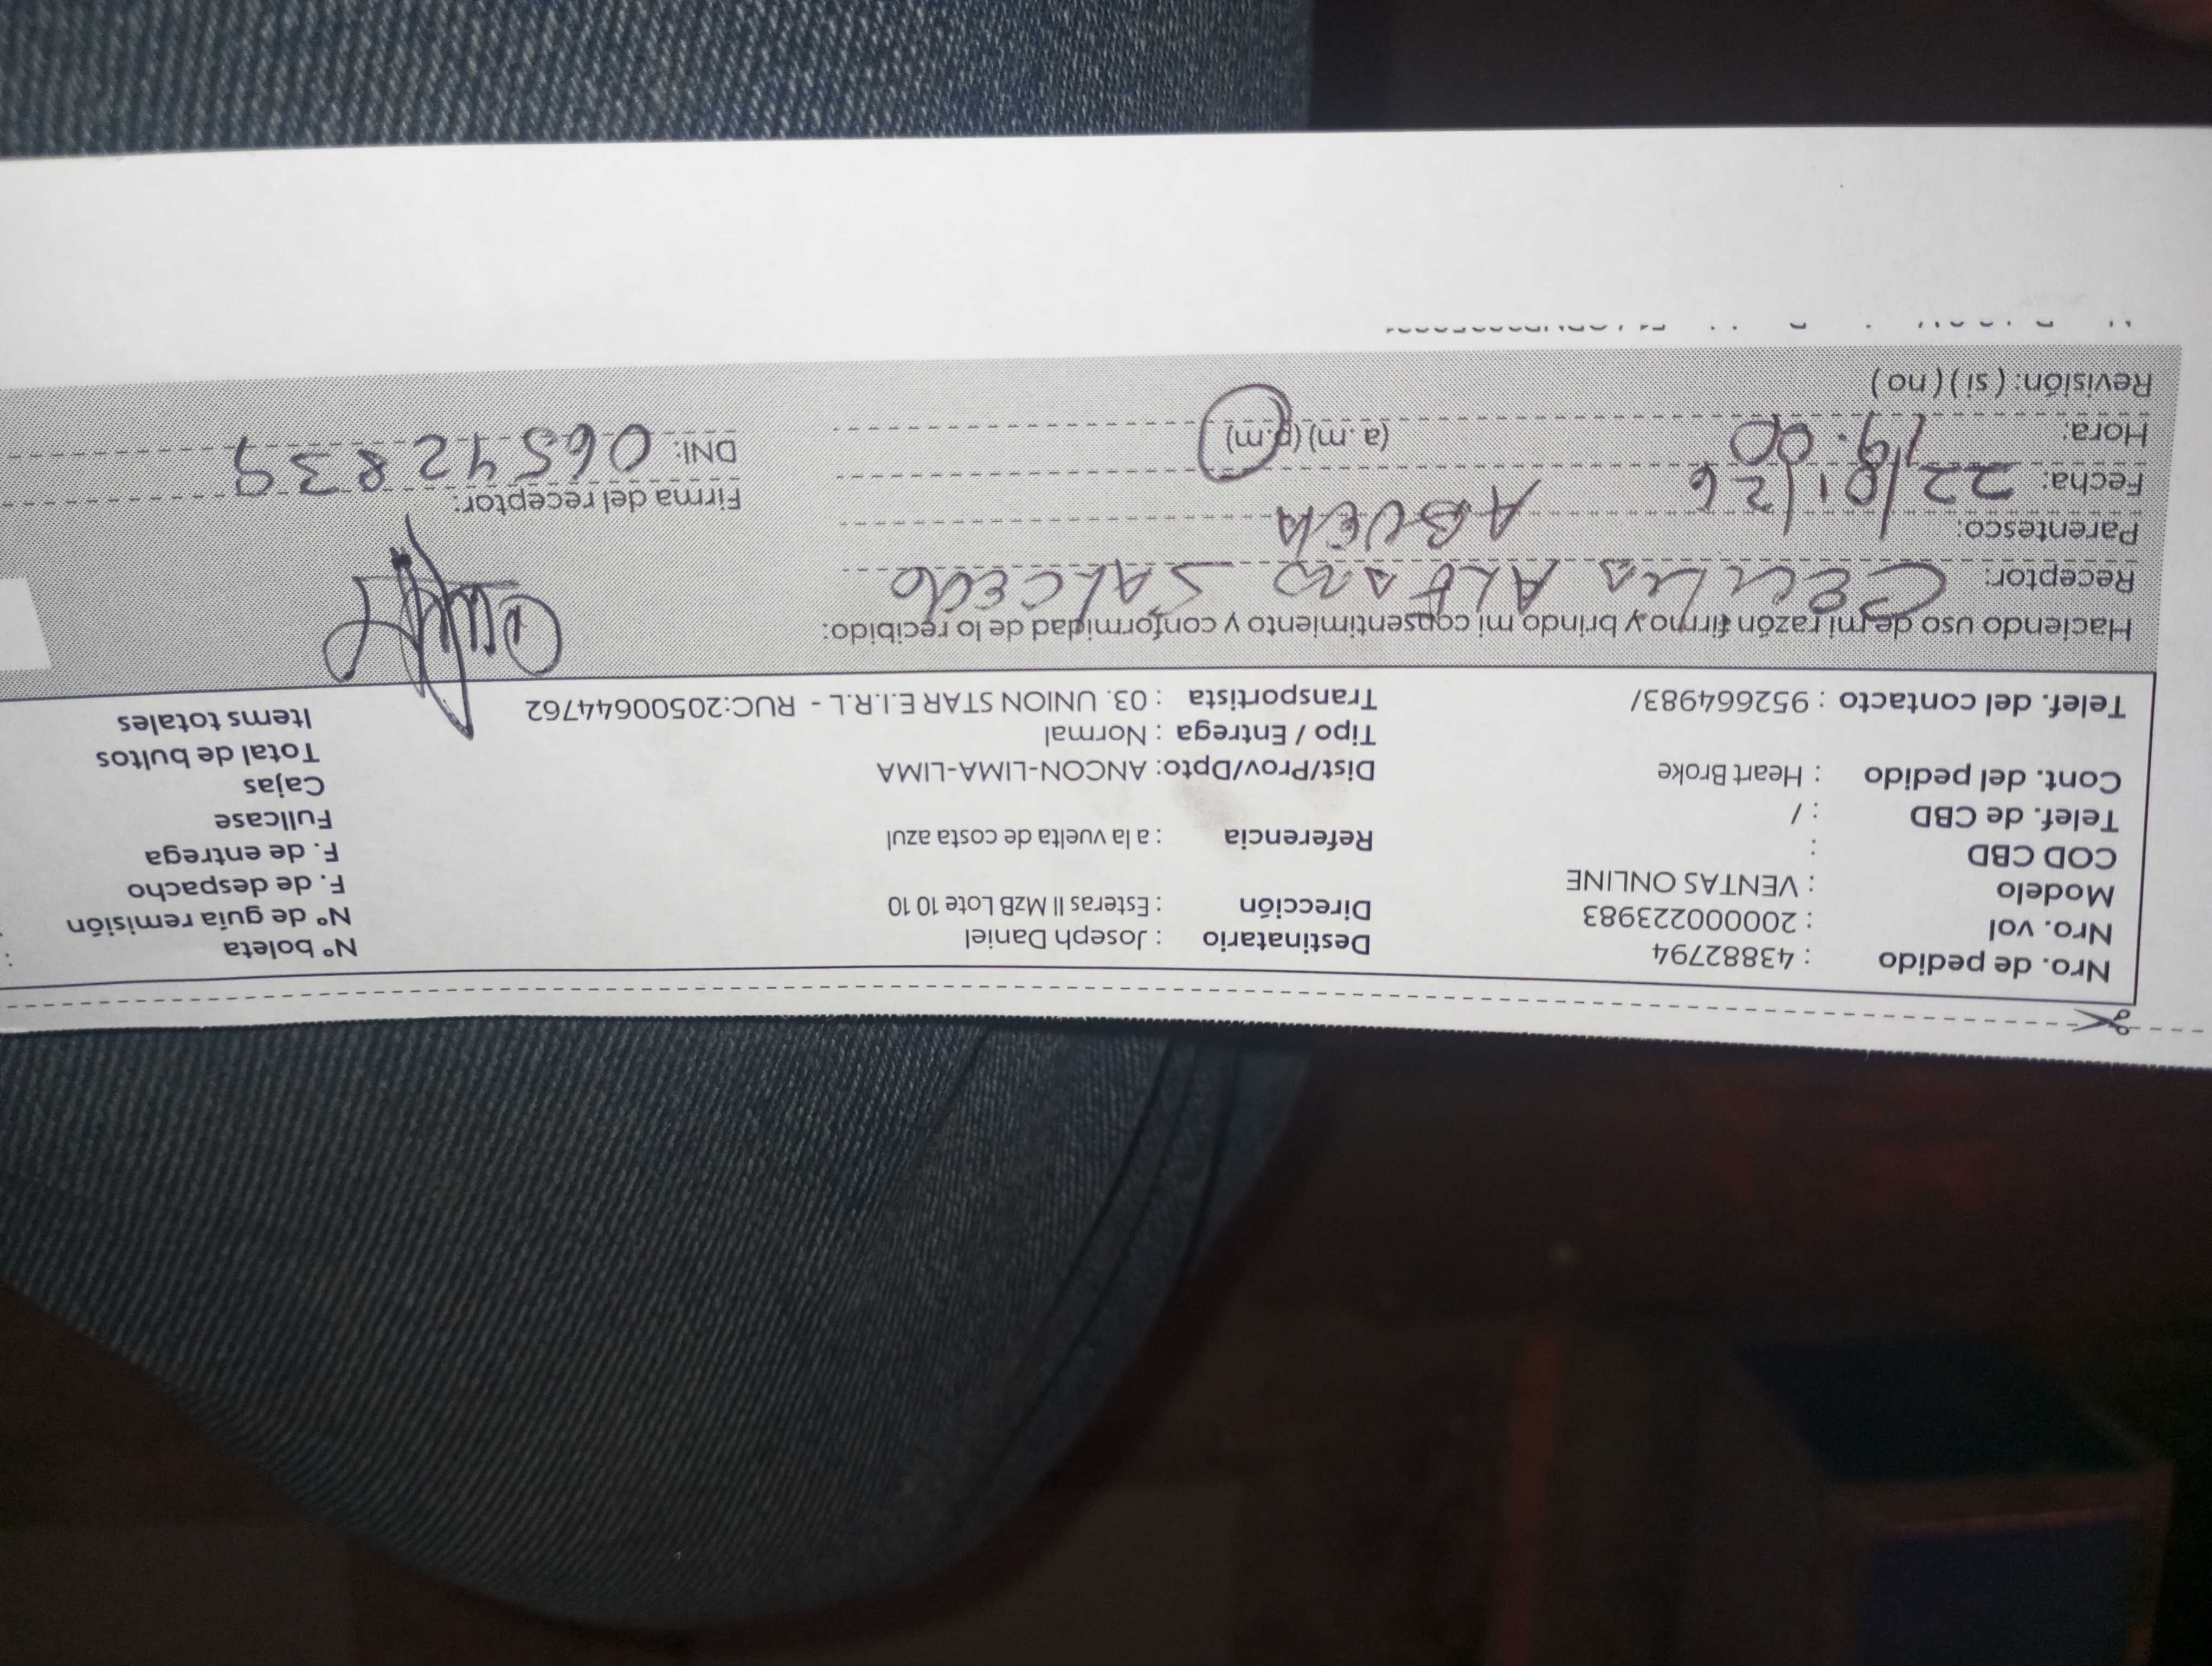 Nro. de pedido : 43882794
Nro. vol : 20000223983
Modelo : VENTAS ONLINE
COD CBD :
Telef. de CBD : /
Cont. del pedido : Heart Broke
Telef. del contacto : 952664983/
Destinatario : Joseph Daniel
Dirección : Esteras II MzB Lote 10 10
Referencia : a la vuelta de costa azul
Dist/Prov/Dpto: ANCON-LIMA-LIMA
Tipo / Entrega : Normal
Transportista : 03. UNION STAR E.I.R.L - RUC:20500644762
Nº boleta :
Nº de guía remisión
F. de despacho
F. de entrega
Fullcase
Cajas
Total de bultos
Items totales
Haciendo uso de mi razón firmo y brindo mi consentimiento y conformidad de lo recibido:
Receptor: CECILIA ALFARO SALCEDO
Parentesco: ABUELA
Fecha: 22/01/26
Hora: 19:00 (a.m) (p.m)
Revisión: ( si ) ( no )
Firma del receptor:
DNI: 06542839